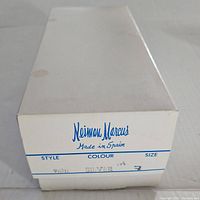 Neiman Marcus
Made in Spain
STYLE COLOUR SIZE
SILVER 7